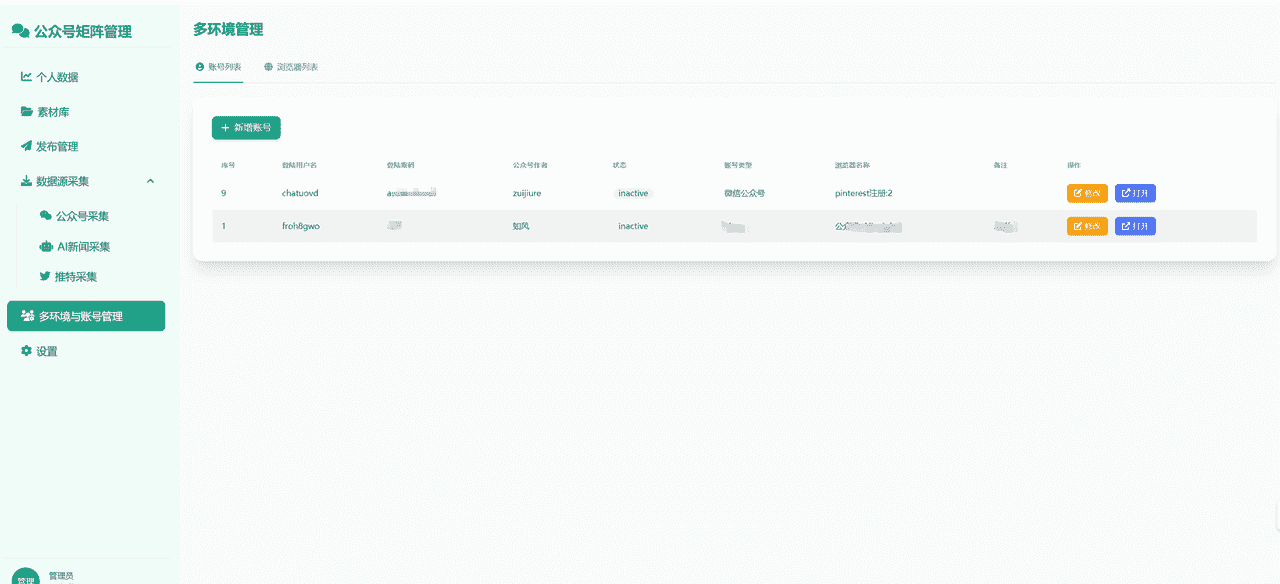 公众号矩阵管理
个人数据
素材库
发布管理
数据源采集
公众号采集
AI新闻采集
推特采集
多环境与账号管理
设置
管理
管理员
多环境管理
账号列表 浏览器列表
+ 新增账号
序号 登陆用户名 登陆密码 公众号作者 状态 账号类型 浏览器名称 备注 操作
9 chatuovd zuijiure inactive 微信公众号 pinterest注册:2 修改 打开
1 froh8gwo 如风 inactive 修改 打开